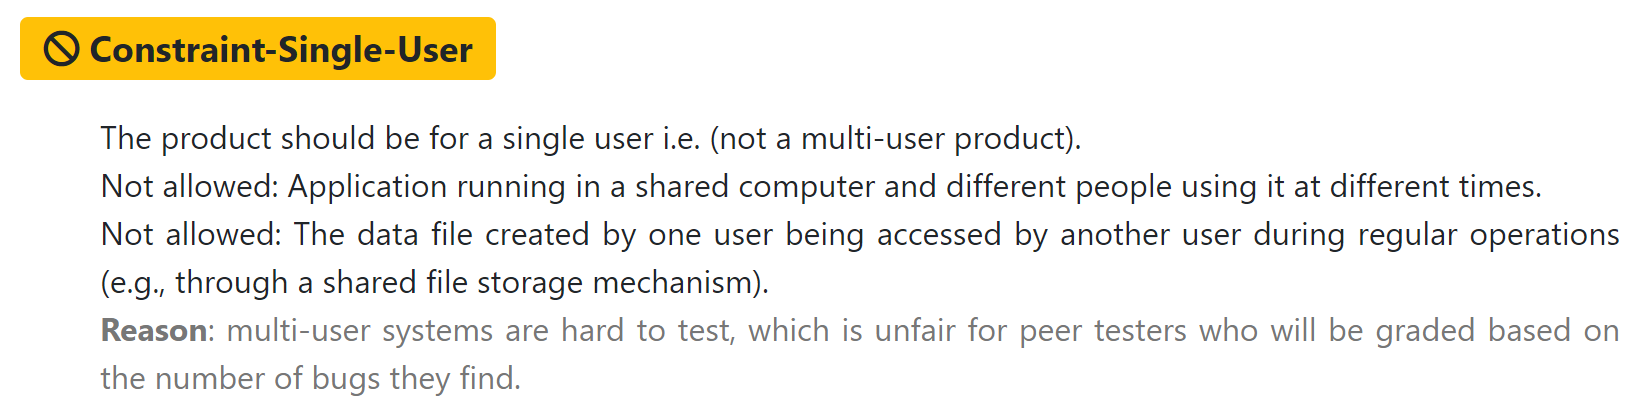 Constraint-Single-User
The product should be for a single user i.e. (not a multi-user product).
Not allowed: Application running in a shared computer and different people using it at different times.
Not allowed: The data file created by one user being accessed by another user during regular operations
(e.g., through a shared file storage mechanism).
Reason: multi-user systems are hard to test, which is unfair for peer testers who will be graded based on
the number of bugs they find.